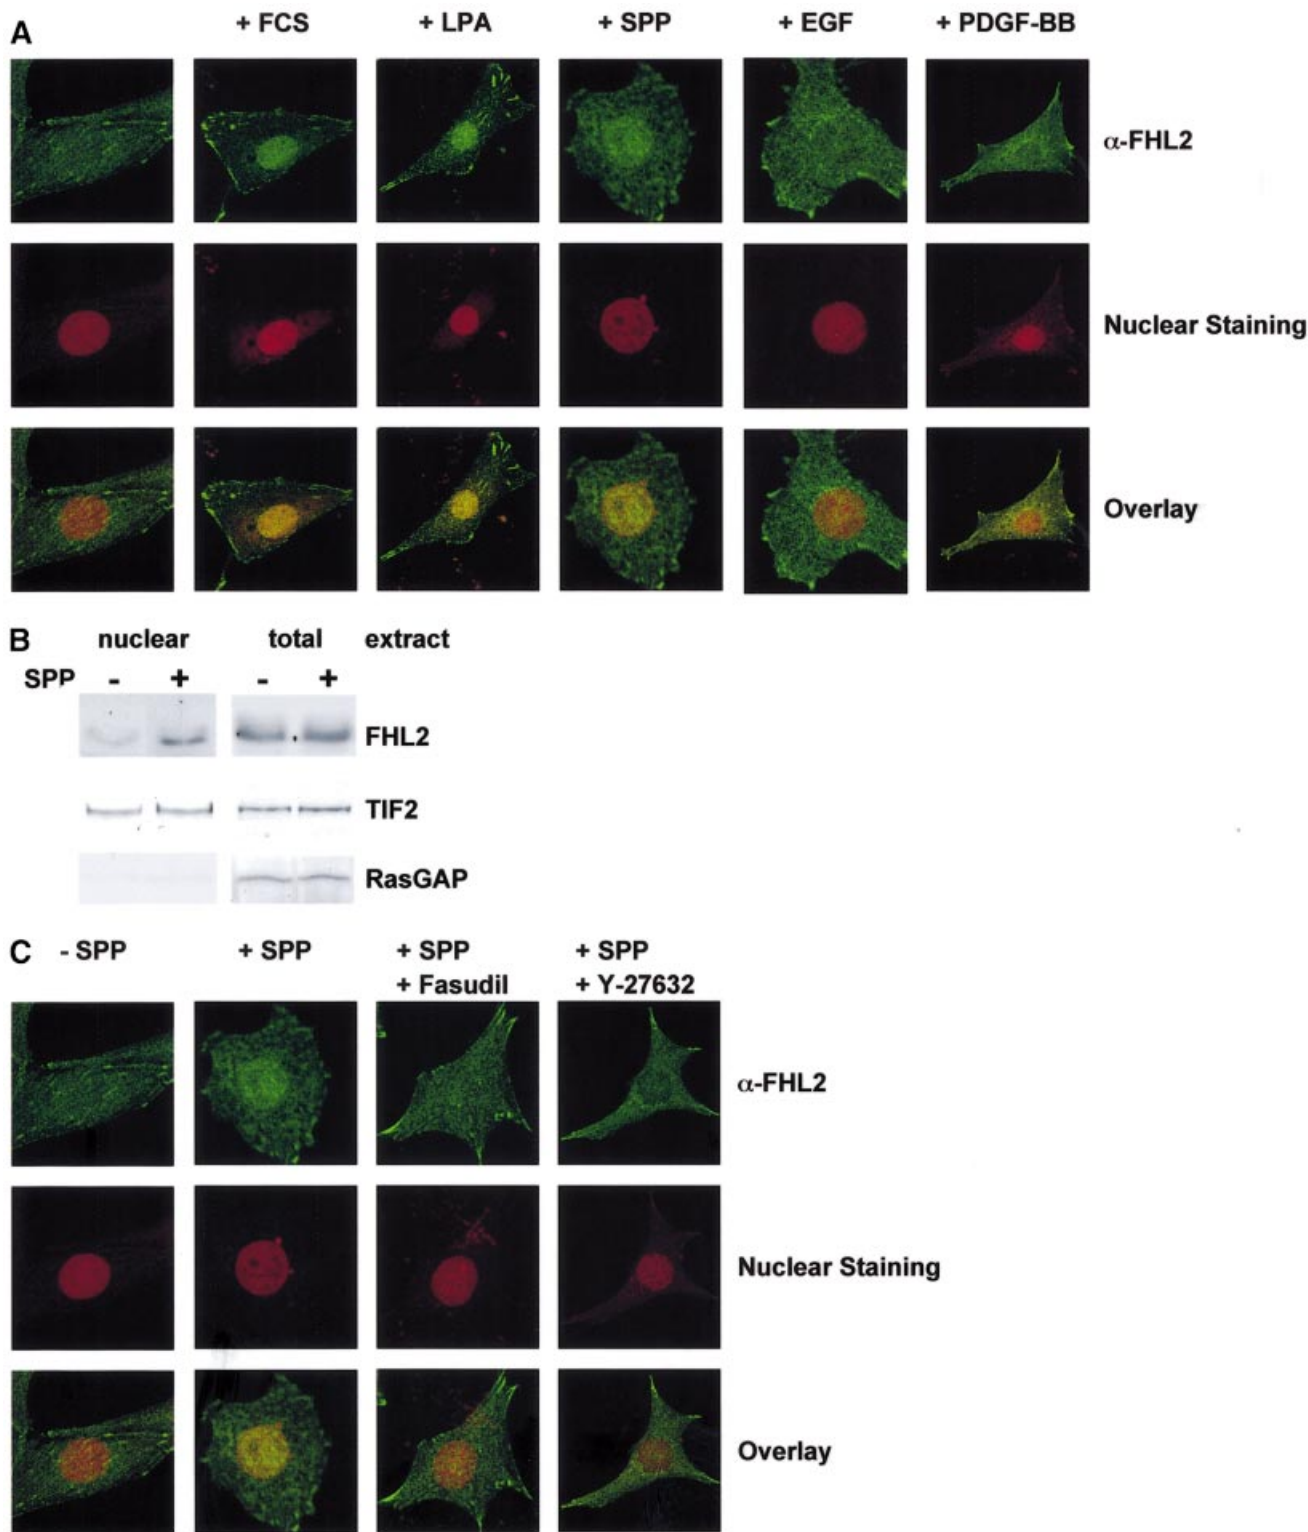 A
+ FCS + LPA + SPP + EGF + PDGF-BB
α-FHL2
Nuclear Staining
Overlay
B nuclear total extract
SPP - + - +
FHL2
TIF2
RasGAP
C - SPP + SPP + SPP + SPP
+ Fasudil + Y-27632
α-FHL2
Nuclear Staining
Overlay